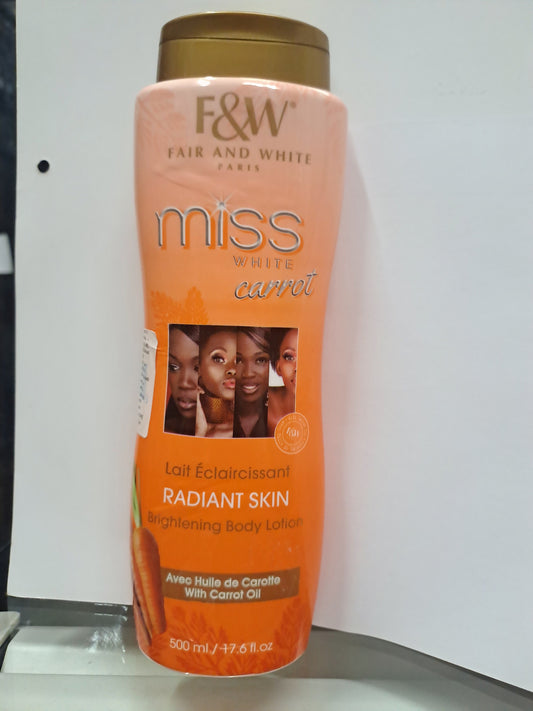 F&W®
FAIR AND WHITE
PARIS
miss
WHITE
carrot
Lait Éclaircissant
RADIANT SKIN
Brightening Body Lotion
Avec Huile de Carotte
With Carrot Oil
500 ml / 17.6 fl.oz